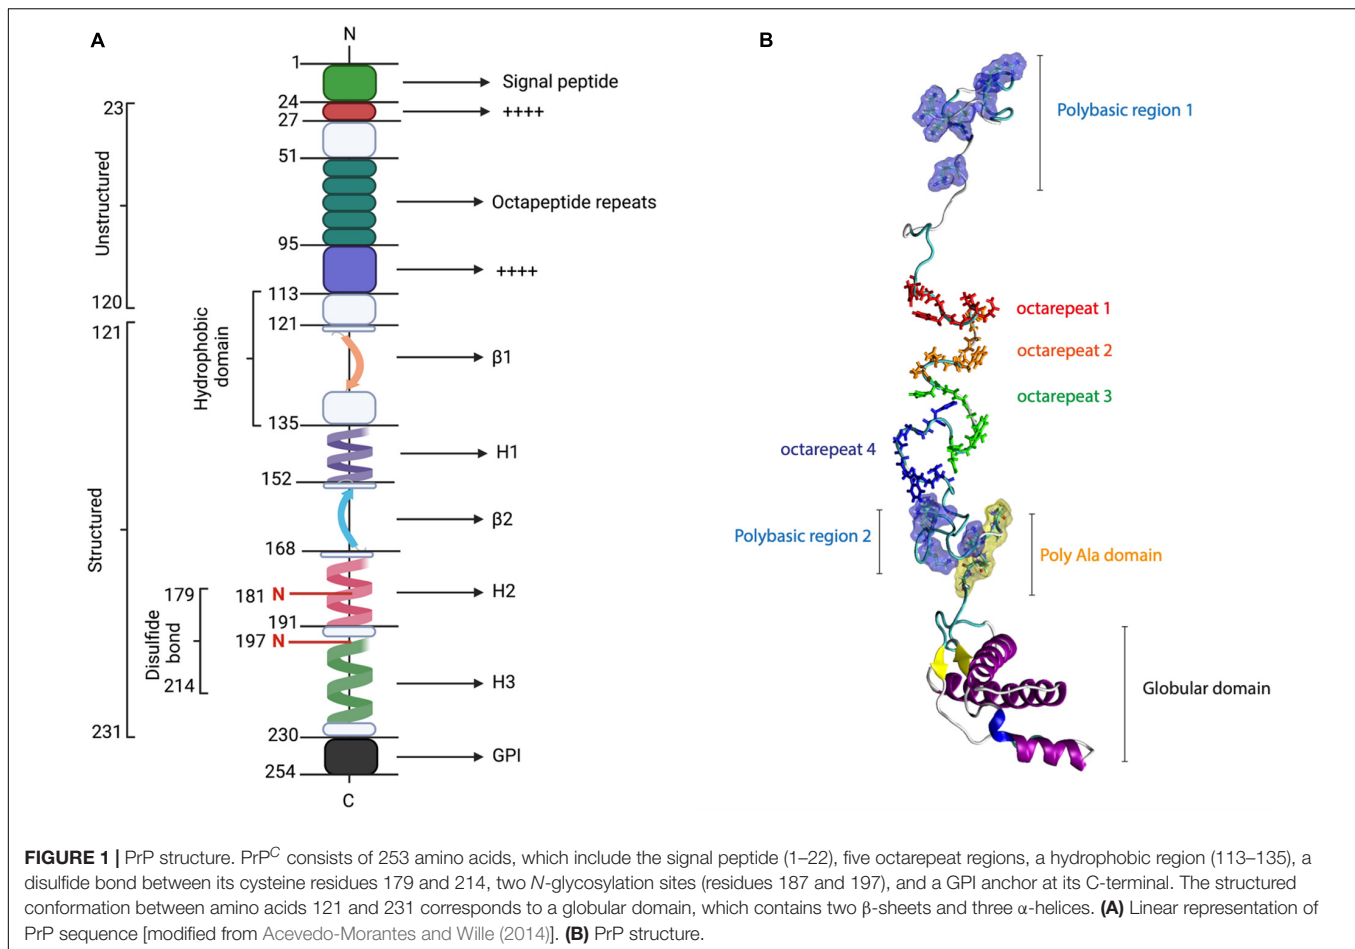 A
N
1
Signal peptide
24
23
++++
27
51
Unstructured
Octapeptide repeats
95
++++
113
120
121
121
Hydrophobic
domain
β1
135
H1
152
Structured
β2
168
179
181 N
H2
191
197 N
Disulfide
bond
214
H3
231
230
GPI
254
C
B
Polybasic region 1
octarepeat 1
octarepeat 2
octarepeat 3
octarepeat 4
Polybasic region 2
Poly Ala domain
Globular domain
FIGURE 1 | PrP structure. PrPC consists of 253 amino acids, which include the signal peptide (1–22), five octarepeat regions, a hydrophobic region (113–135), a
disulfide bond between its cysteine residues 179 and 214, two N-glycosylation sites (residues 187 and 197), and a GPI anchor at its C-terminal. The structured
conformation between amino acids 121 and 231 corresponds to a globular domain, which contains two β-sheets and three α-helices. (A) Linear representation of
PrP sequence [modified from Acevedo-Morantes and Wille (2014)]. (B) PrP structure.